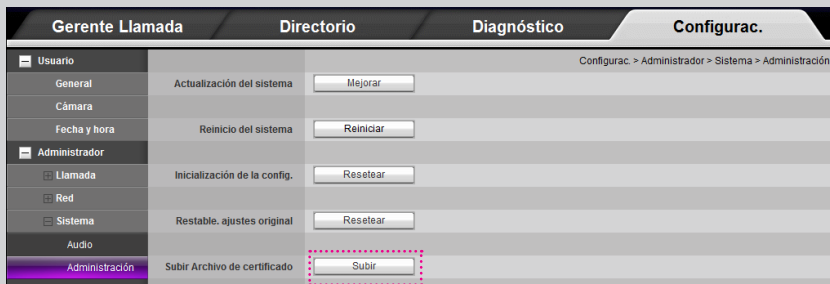 Gerente Llamada Directorio Diagnóstico Configurac.
Usuario Configurac. > Administrador > Sistema > Administración
General Actualización del sistema Mejorar
Cámara
Fecha y hora Reinicio del sistema Reiniciar
Administrador
Llamada Inicialización de la config. Resetear
Red
Sistema Restable. ajustes original Resetear
Audio
Administración Subir Archivo de certificado Subir